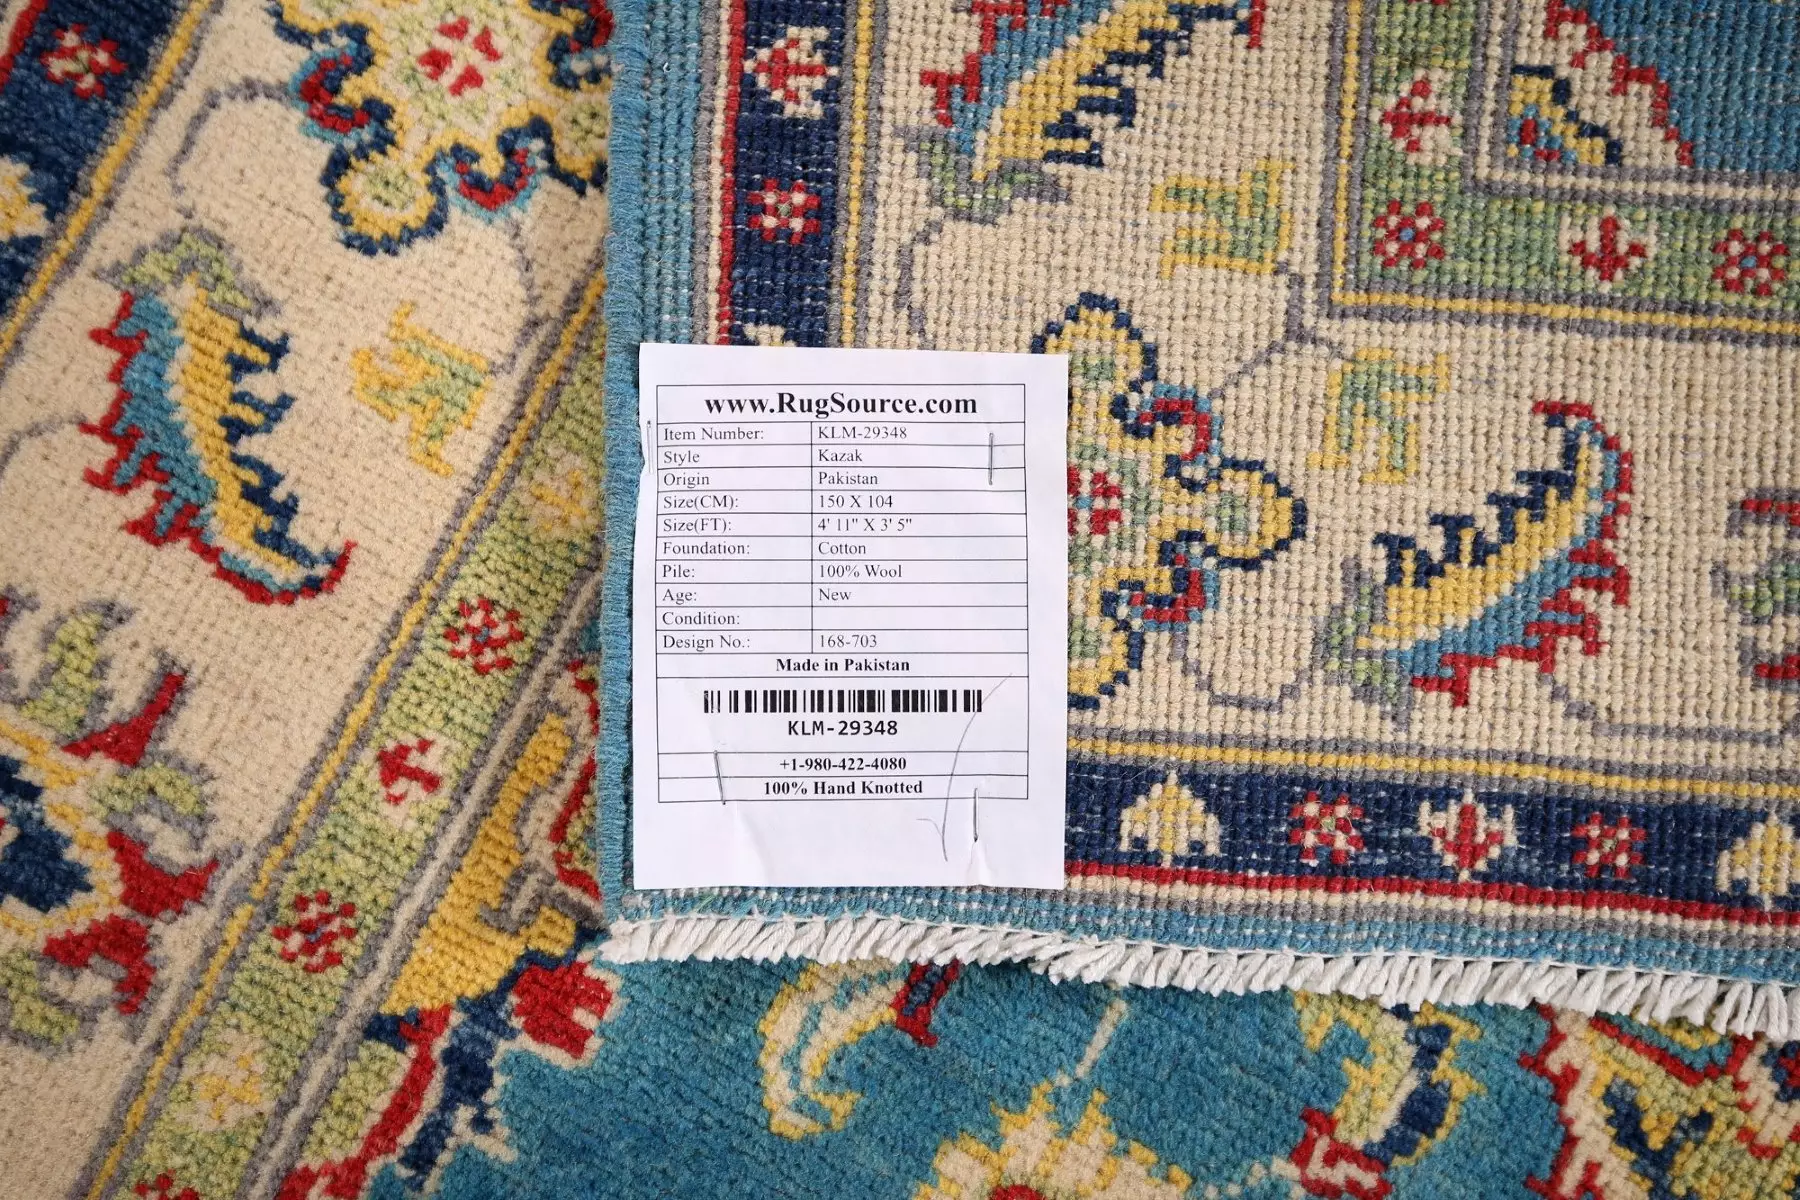 www.RugSource.com
Item Number: KLM-29348
Style Kazak
Origin Pakistan
Size(CM): 150 X 104
Size(FT): 4' 11" X 3' 5"
Foundation: Cotton
Pile: 100% Wool
Age: New
Condition:
Design No.: 168-703
Made in Pakistan
KLM-29348
+1-980-422-4080
100% Hand Knotted